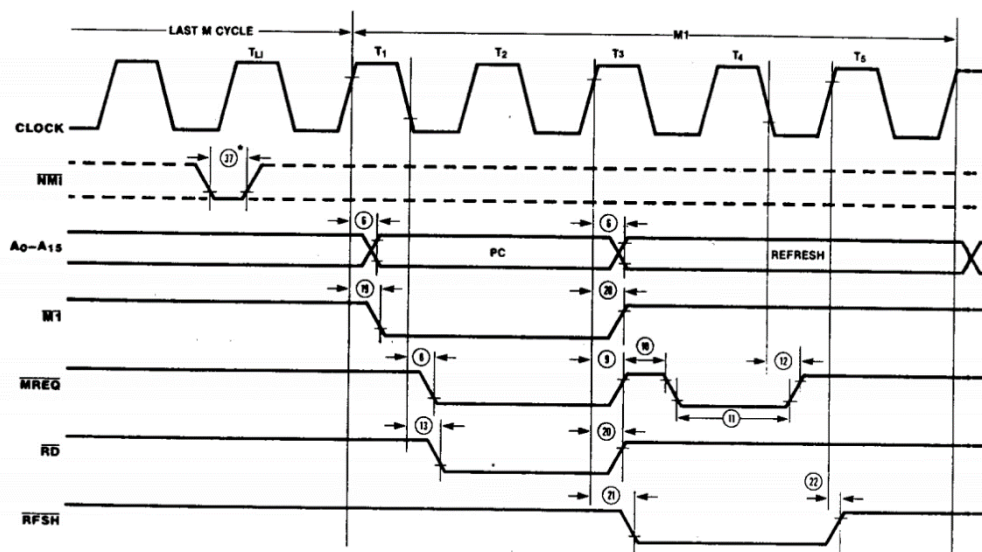 LAST M CYCLE M1
TLI T1 T2 T3 T4 T5
CLOCK
37*
NMI
6 6
A0–A15 PC REFRESH
19 20
M1
8 9 10 12
MREQ
11
13 20
RD
21 22
RFSH